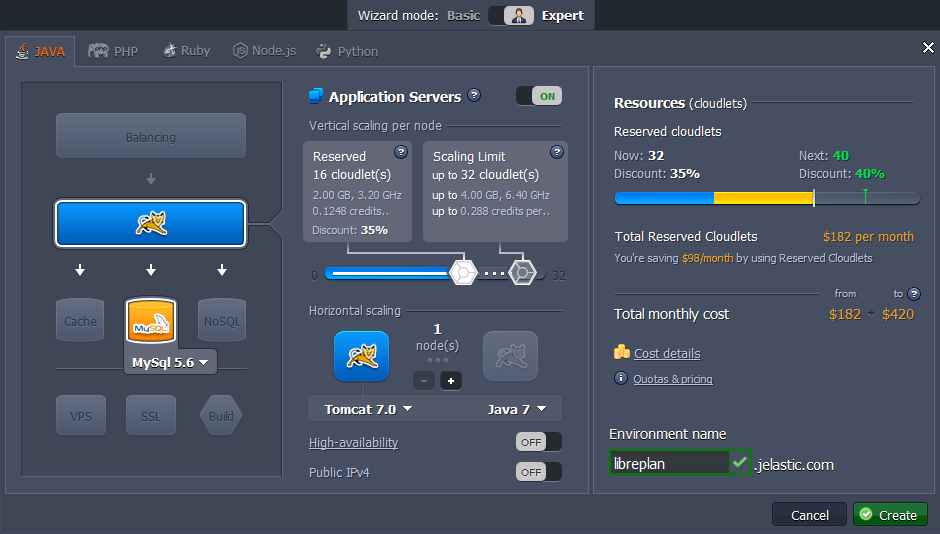 Wizard mode: Basic Expert
JAVA PHP Ruby Node.js Python
Balancing
Cache MySQL NoSQL
MySql 5.6
VPS SSL Build
Application Servers ? ON
Vertical scaling per node
Reserved ?
16 cloudlet(s)
2.00 GB, 3.20 GHz
0.1248 credits..
Discount: 35%
Scaling Limit ?
up to 32 cloudlet(s)
up to 4.00 GB, 6.40 GHz
up to 0.288 credits per..
0 32
Horizontal scaling
1
node(s)
- +
Tomcat 7.0 Java 7
High-availability OFF
Public IPv4 OFF
Resources (cloudlets)
Reserved cloudlets
Now: 32 Next: 40
Discount: 35% Discount: 40%
Total Reserved Cloudlets $182 per month
You're saving $98/month by using Reserved Cloudlets
from to ?
Total monthly cost $182 $420
Cost details
Quotas & pricing
Environment name
libreplan .jelastic.com
Cancel Create